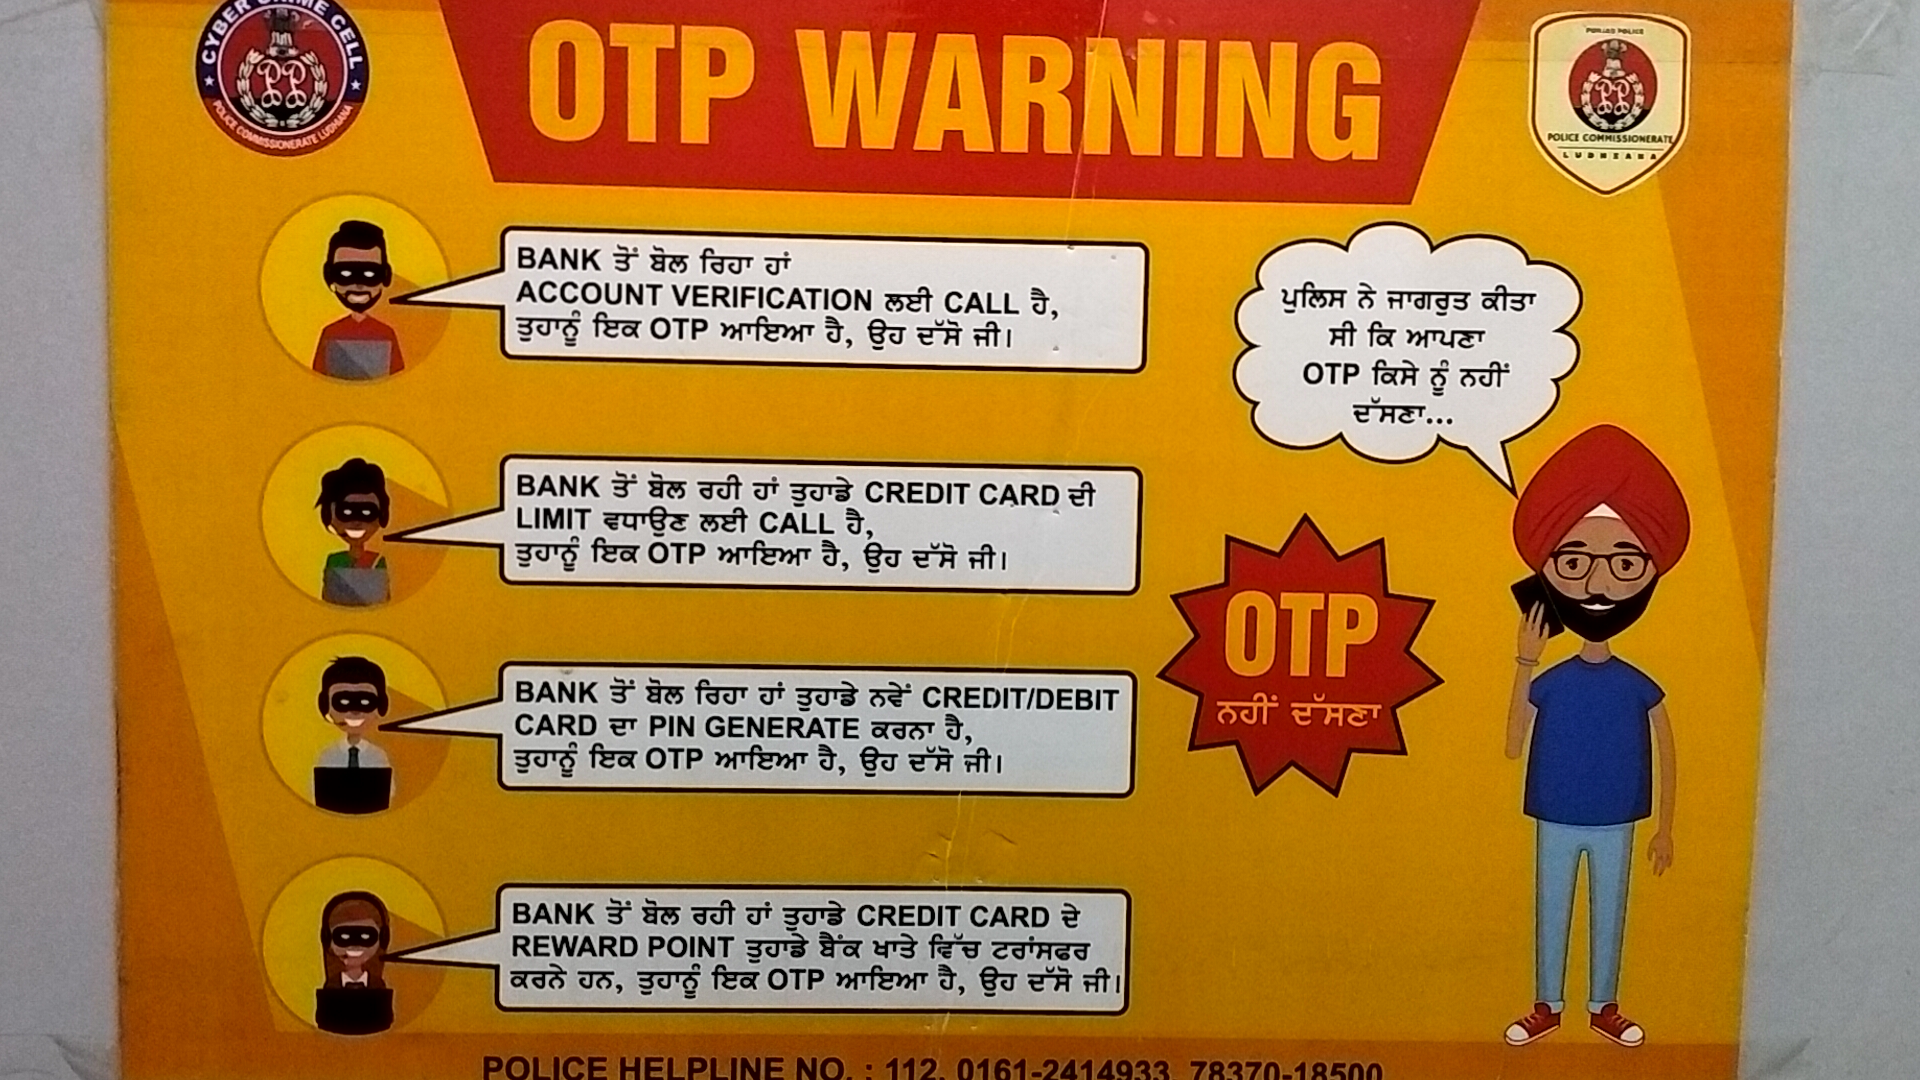 CYBER CRIME CELL
POLICE COMMISSIONERATE LUDHIANA
OTP WARNING
PUNJAB POLICE
POLICE COMMISSIONERATE
LUDHIANA
BANK ਤੋਂ ਬੋਲ ਰਿਹਾ ਹਾਂ
ACCOUNT VERIFICATION ਲਈ CALL ਹੈ,
ਤੁਹਾਨੂੰ ਇਕ OTP ਆਇਆ ਹੈ, ਉਹ ਦੱਸੋ ਜੀ।
ਪੁਲਿਸ ਨੇ ਜਾਗਰੁਤ ਕੀਤਾ
ਸੀ ਕਿ ਆਪਣਾ
OTP ਕਿਸੇ ਨੂੰ ਨਹੀਂ
ਦੱਸਣਾ...
BANK ਤੋਂ ਬੋਲ ਰਹੀ ਹਾਂ ਤੁਹਾਡੇ CREDIT CARD ਦੀ
LIMIT ਵਧਾਉਣ ਲਈ CALL ਹੈ,
ਤੁਹਾਨੂੰ ਇਕ OTP ਆਇਆ ਹੈ, ਉਹ ਦੱਸੋ ਜੀ।
OTP
ਨਹੀਂ ਦੱਸਣਾ
BANK ਤੋਂ ਬੋਲ ਰਿਹਾ ਹਾਂ ਤੁਹਾਡੇ ਨਵੇਂ CREDIT/DEBIT
CARD ਦਾ PIN GENERATE ਕਰਨਾ ਹੈ,
ਤੁਹਾਨੂੰ ਇਕ OTP ਆਇਆ ਹੈ, ਉਹ ਦੱਸੋ ਜੀ।
BANK ਤੋਂ ਬੋਲ ਰਹੀ ਹਾਂ ਤੁਹਾਡੇ CREDIT CARD ਦੇ
REWARD POINT ਤੁਹਾਡੇ ਬੈਂਕ ਖਾਤੇ ਵਿੱਚ ਟਰਾਂਸਫਰ
ਕਰਨੇ ਹਨ, ਤੁਹਾਨੂੰ ਇਕ OTP ਆਇਆ ਹੈ, ਉਹ ਦੱਸੋ ਜੀ।
POLICE HELPLINE NO. : 112, 0161-2414933, 78370-18500